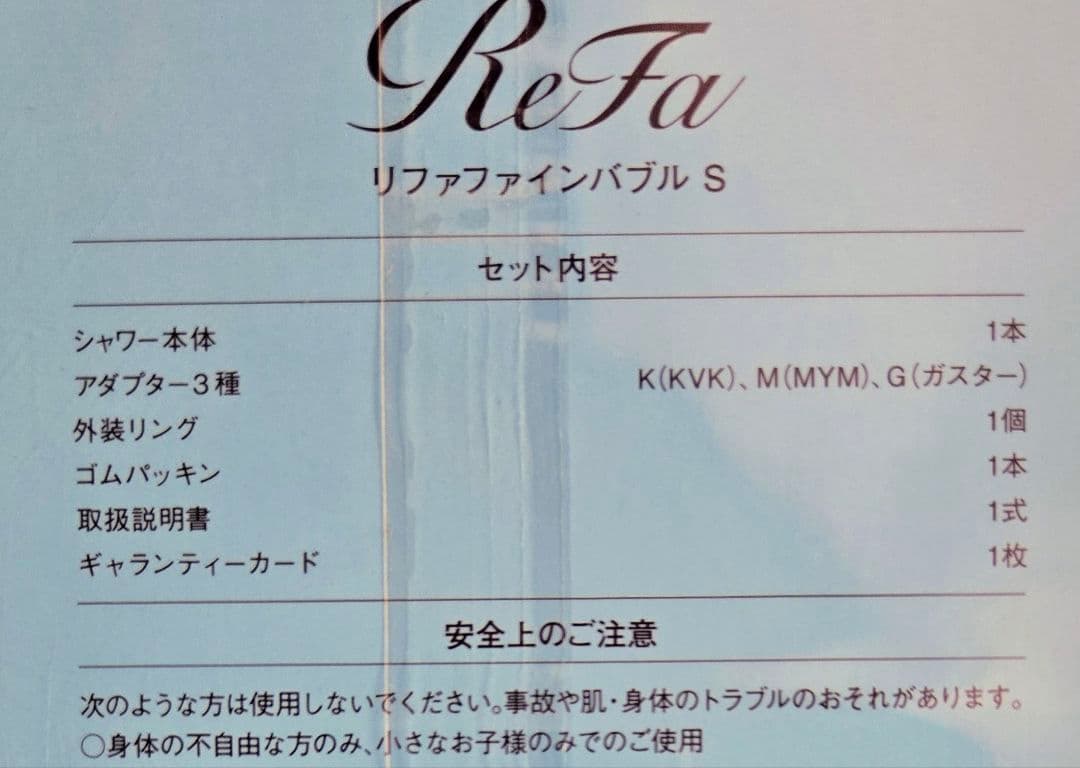 ReFa
リファファインバブル S
セット内容
シャワー本体 1本
アダプター3種 K(KVK)、M(MYM)、G(ガスター)
外装リング 1個
ゴムパッキン 1本
取扱説明書 1式
ギャランティーカード 1枚
安全上のご注意
次のような方は使用しないでください。事故や肌・身体のトラブルのおそれがあります。
○身体の不自由な方のみ、小さなお子様のみでのご使用